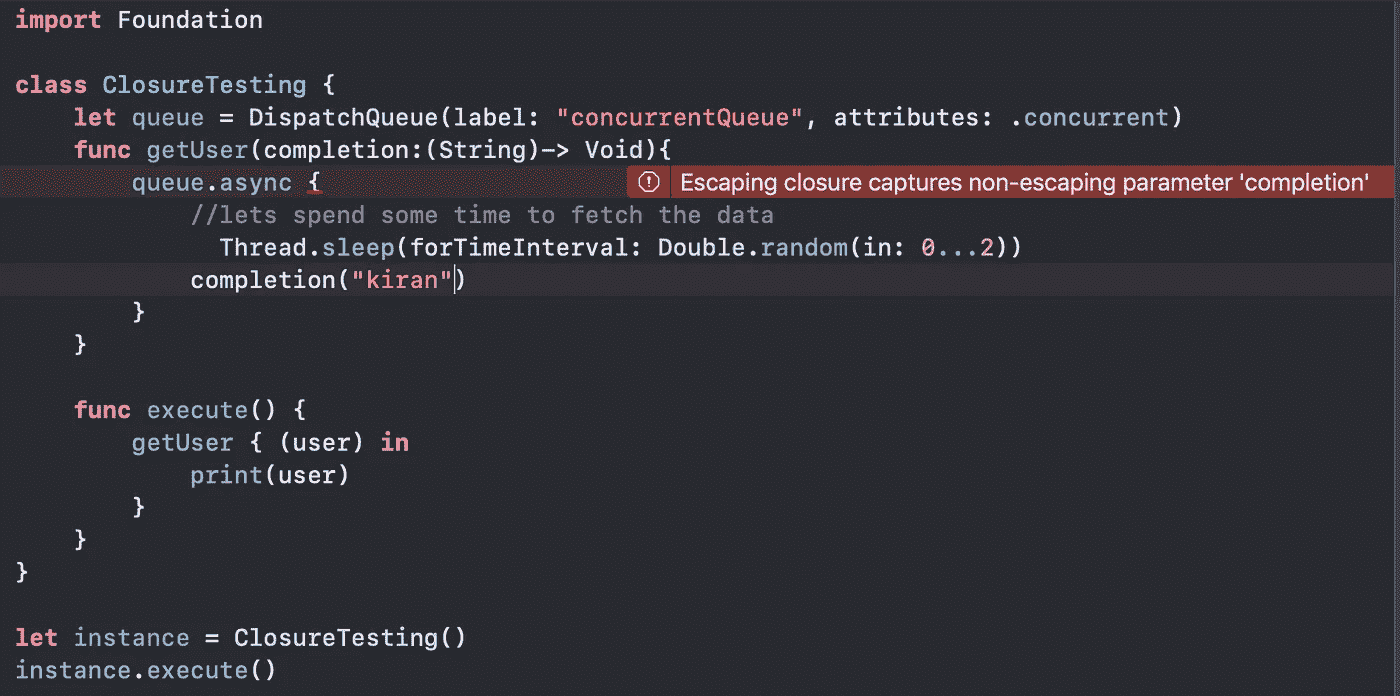 import Foundation
class ClosureTesting {
let queue = DispatchQueue(label: "concurrentQueue", attributes: .concurrent)
func getUser(completion:(String)-> Void){
queue.async {
Escaping closure captures non-escaping parameter 'completion'
//lets spend some time to fetch the data
Thread.sleep(forTimeInterval: Double.random(in: 0...2))
completion("kiran")
}
}
func execute() {
getUser { (user) in
print(user)
}
}
}
let instance = ClosureTesting()
instance.execute()